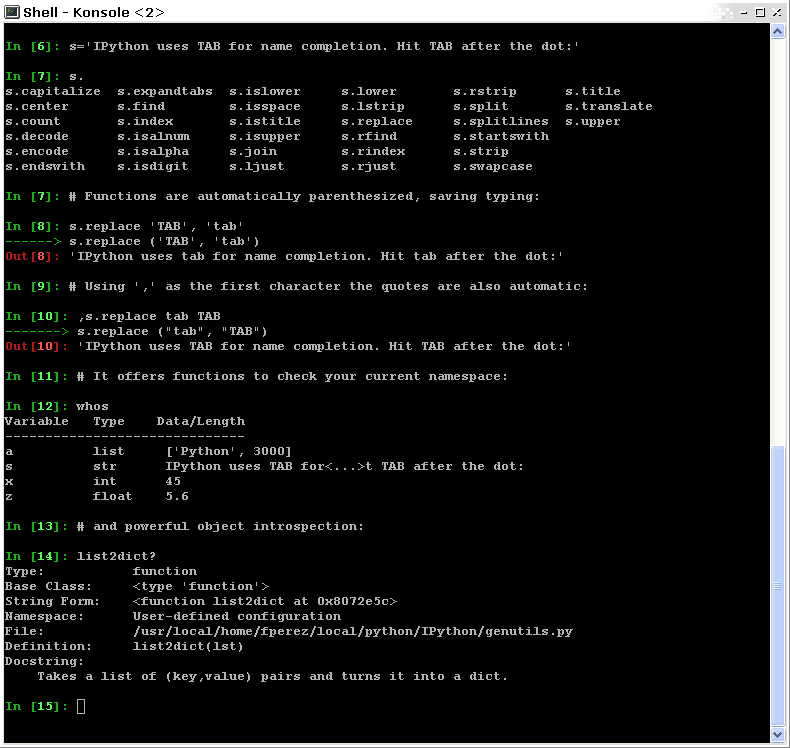 Shell - Konsole <2>
In [6]: s='IPython uses TAB for name completion. Hit TAB after the dot:'
In [7]: s.
s.capitalize  s.expandtabs  s.islower     s.lower       s.rstrip      s.title
s.center      s.find        s.isspace     s.lstrip      s.split       s.translate
s.count       s.index       s.istitle     s.replace     s.splitlines  s.upper
s.decode      s.isalnum     s.isupper     s.rfind       s.startswith
s.encode      s.isalpha     s.join        s.rindex      s.strip
s.endswith    s.isdigit     s.ljust       s.rjust       s.swapcase
In [7]: # Functions are automatically parenthesized, saving typing:
In [8]: s.replace 'TAB', 'tab'
------> s.replace ('TAB', 'tab')
Out[8]: 'IPython uses tab for name completion. Hit tab after the dot:'
In [9]: # Using ',' as the first character the quotes are also automatic:
In [10]: ,s.replace tab TAB
-------> s.replace ("tab", "TAB")
Out[10]: 'IPython uses TAB for name completion. Hit TAB after the dot:'
In [11]: # It offers functions to check your current namespace:
In [12]: whos
Variable   Type    Data/Length
------------------------------
a          list     ['Python', 3000]
s          str      IPython uses TAB for<...>t TAB after the dot:
x          int      45
z          float    5.6
In [13]: # and powerful object introspection:
In [14]: list2dict?
Type:           function
Base Class:     <type 'function'>
String Form:    <function list2dict at 0x8072e5c>
Namespace:      User-defined configuration
File:           /usr/local/home/fperez/local/python/IPython/genutils.py
Definition:     list2dict(lst)
Docstring:
    Takes a list of (key,value) pairs and turns it into a dict.
In [15]: